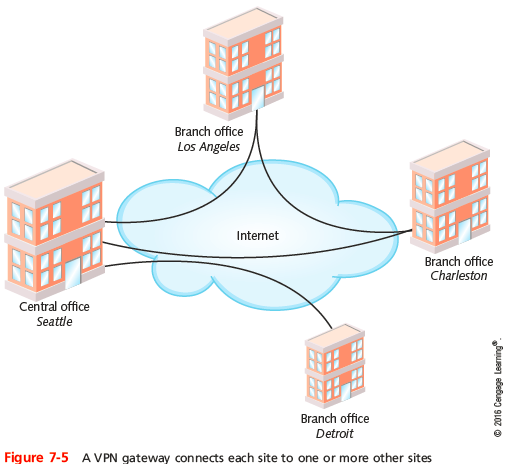 Branch office
Los Angeles
Internet
Branch office
Charleston
Central office
Seattle
Branch office
Detroit
© 2016 Cengage Learning®.
Figure 7-5 A VPN gateway connects each site to one or more other sites